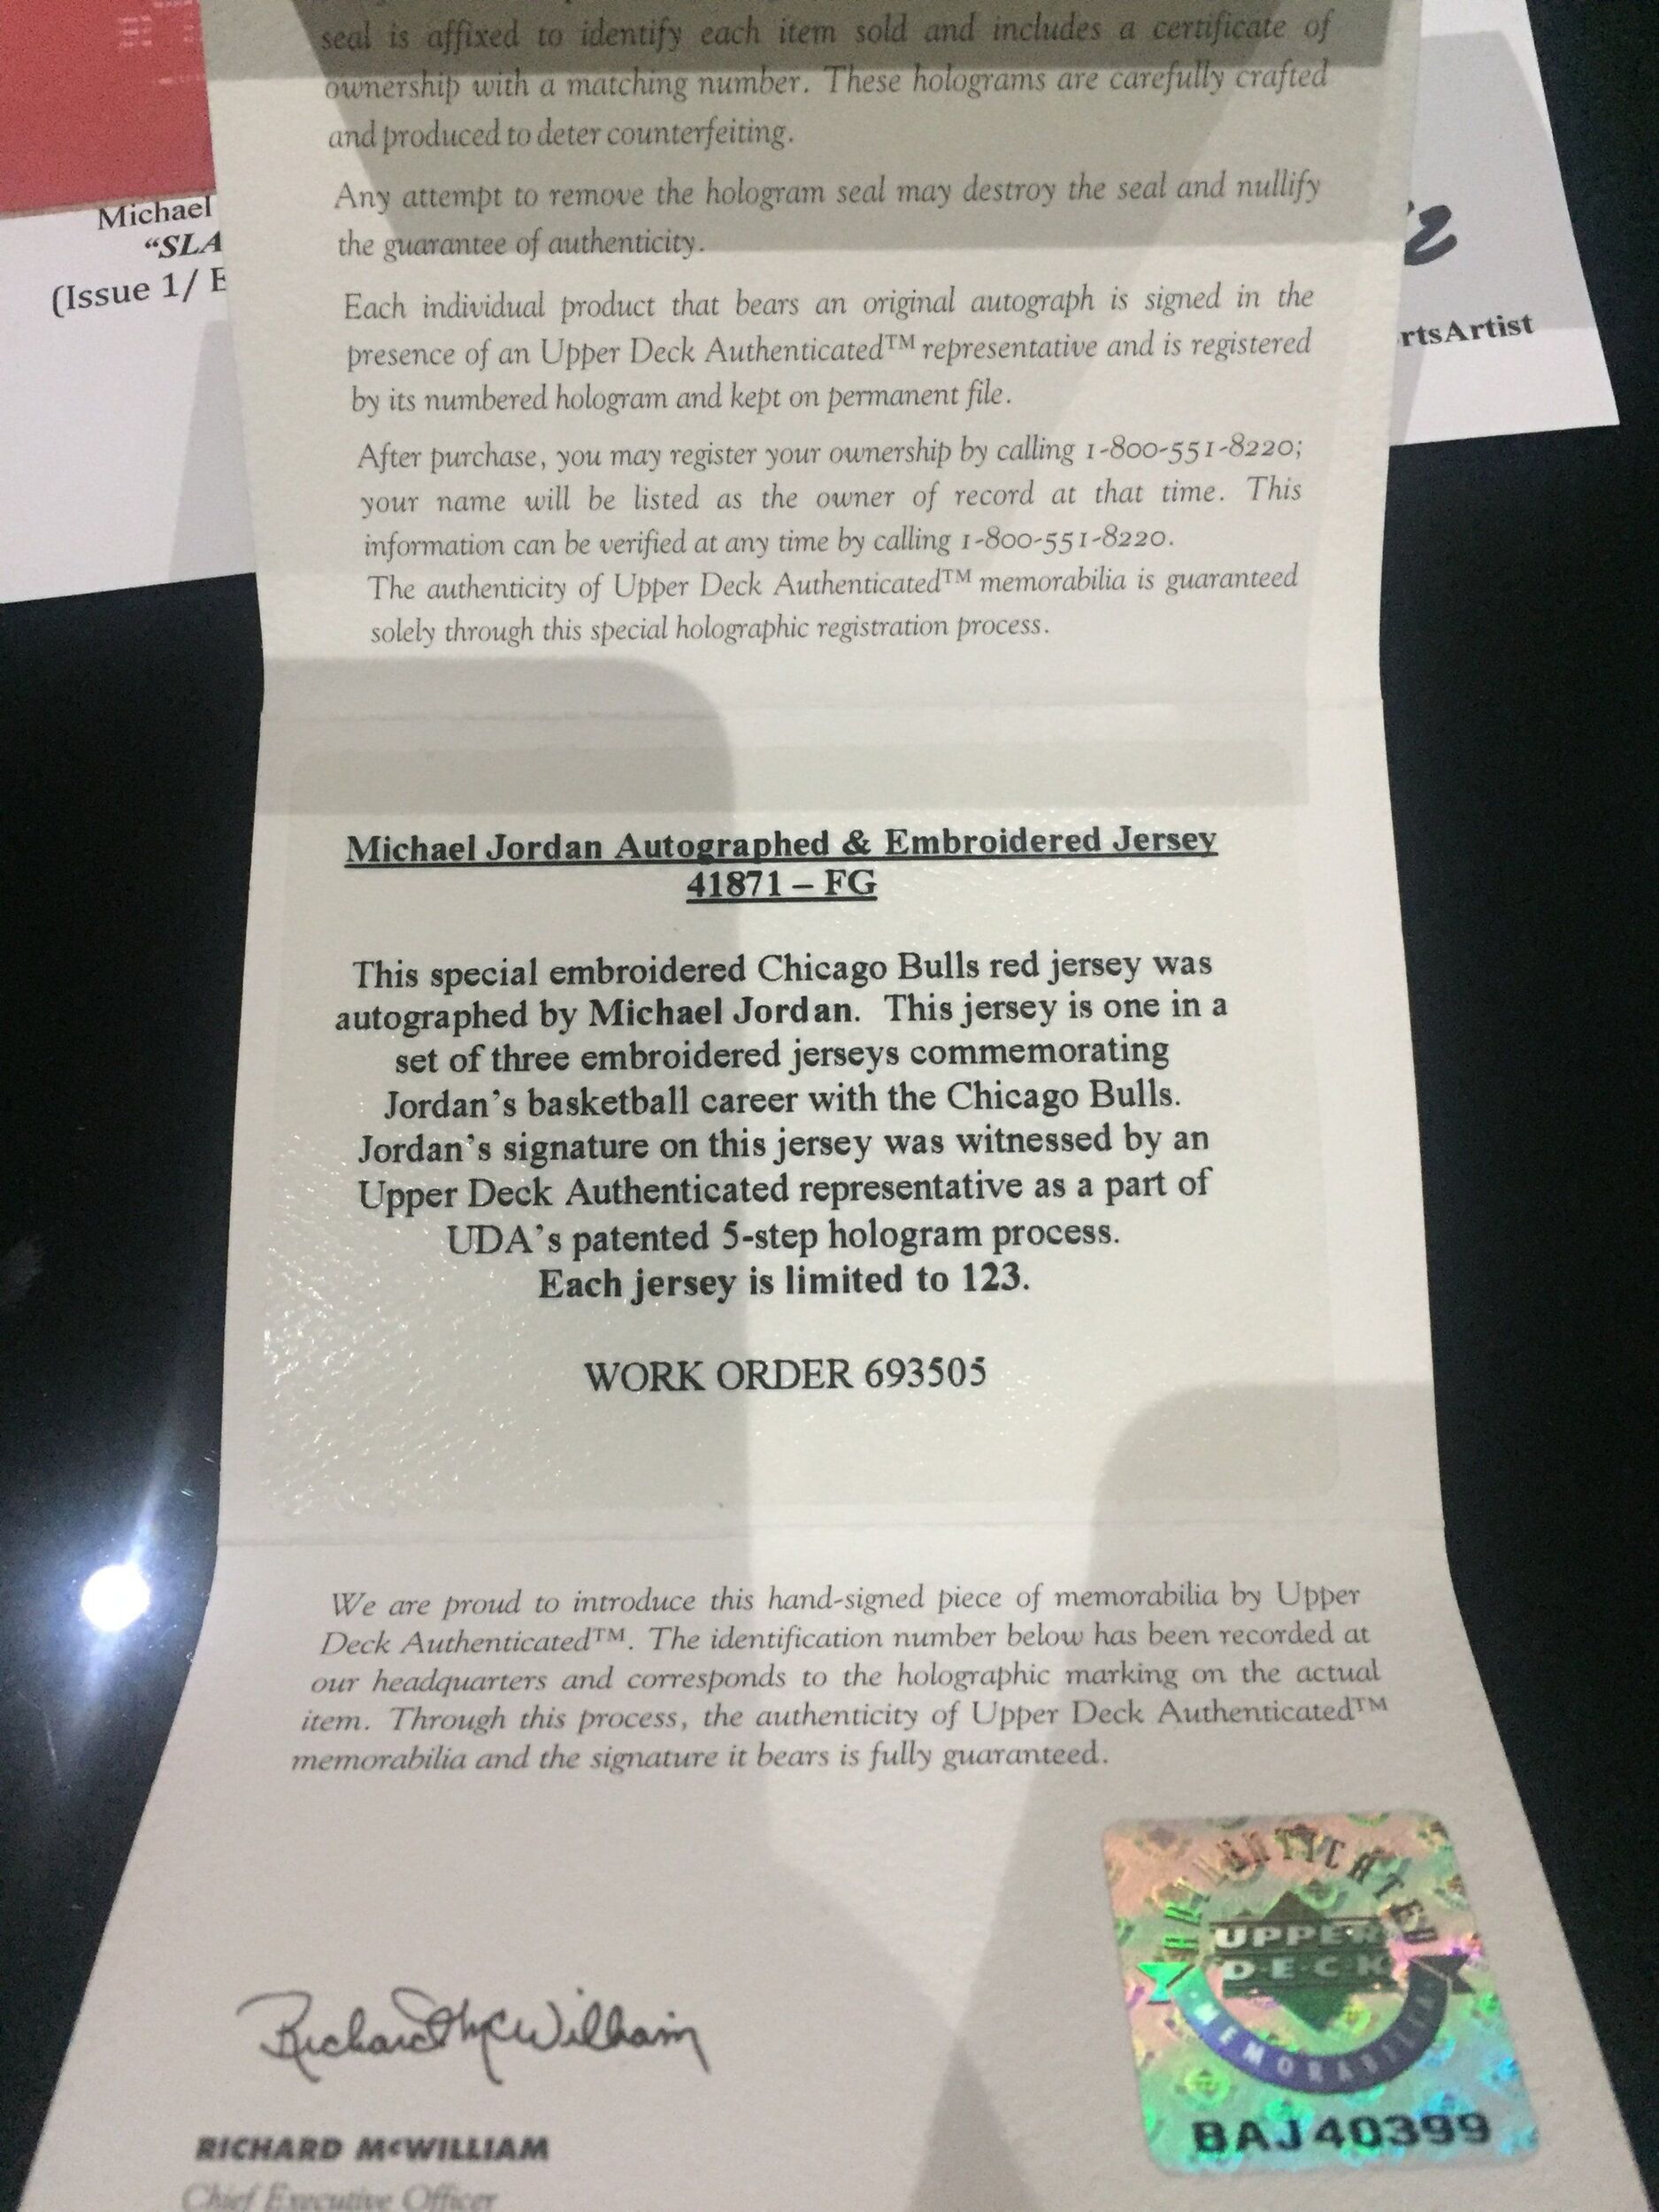 seal is affixed to identify each item sold and includes a certificate of
ownership with a matching number. These holograms are carefully crafted
and produced to deter counterfeiting.
Any attempt to remove the hologram seal may destroy the seal and nullify
the guarantee of authenticity.
Each individual product that bears an original autograph is signed in the
presence of an Upper Deck Authenticated™ representative and is registered
by its numbered hologram and kept on permanent file.
After purchase, you may register your ownership by calling 1-800-551-8220;
your name will be listed as the owner of record at that time. This
information can be verified at any time by calling 1-800-551-8220.
The authenticity of Upper Deck Authenticated™ memorabilia is guaranteed
solely through this special holographic registration process.
Michael
“SLA
(Issue 1/ E
rtsArtist
Michael Jordan Autographed & Embroidered Jersey
41871 – FG
This special embroidered Chicago Bulls red jersey was
autographed by Michael Jordan. This jersey is one in a
set of three embroidered jerseys commemorating
Jordan’s basketball career with the Chicago Bulls.
Jordan’s signature on this jersey was witnessed by an
Upper Deck Authenticated representative as a part of
UDA’s patented 5-step hologram process.
Each jersey is limited to 123.
WORK ORDER 693505
We are proud to introduce this hand-signed piece of memorabilia by Upper
Deck Authenticated™. The identification number below has been recorded at
our headquarters and corresponds to the holographic marking on the actual
item. Through this process, the authenticity of Upper Deck Authenticated™
memorabilia and the signature it bears is fully guaranteed.
Richard McWilliam
RICHARD McWILLIAM
Chief Executive Officer
UPPER
D·E·C·K
MEMORABILIA
BAJ40399